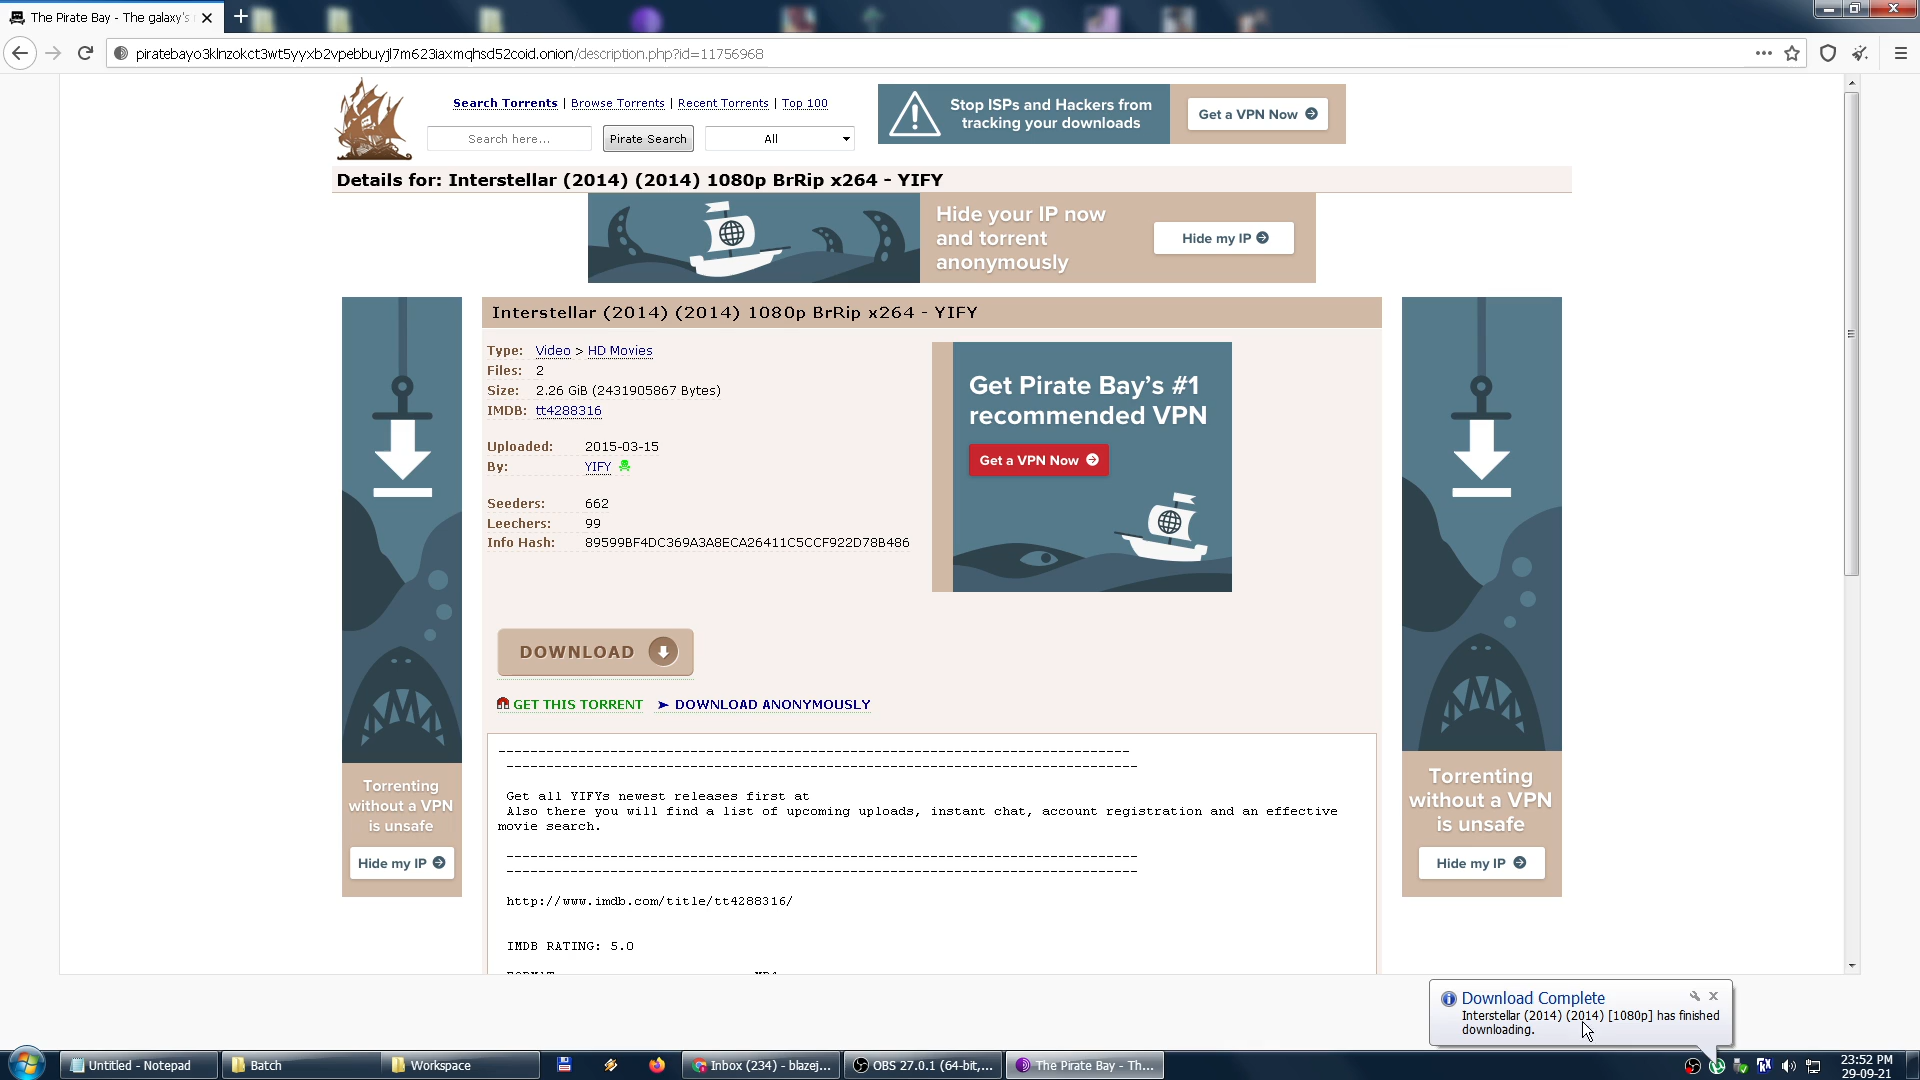 The Pirate Bay - The galaxy's
piratebayo3klnzokct3wt5yyxb2vpebbuyjl7m623iaxmqhsd52coid.onion/description.php?id=11756968
Search Torrents | Browse Torrents | Recent Torrents | Top 100
Search here...
Pirate Search
All
Stop ISPs and Hackers from
tracking your downloads
Get a VPN Now
Details for: Interstellar (2014) (2014) 1080p BrRip x264 - YIFY
Hide your IP now
and torrent
anonymously
Hide my IP
Interstellar (2014) (2014) 1080p BrRip x264 - YIFY
Type: Video > HD Movies
Files: 2
Size: 2.26 GiB (2431905867 Bytes)
IMDB: tt4288316
Uploaded: 2015-03-15
By: YIFY
Seeders: 662
Leechers: 99
Info Hash: 89599BF4DC369A3A8ECA26411C5CCF922D78B486
Get Pirate Bay's #1
recommended VPN
Get a VPN Now
DOWNLOAD
GET THIS TORRENT
DOWNLOAD ANONYMOUSLY
Get all YIFYs newest releases first at
Also there you will find a list of upcoming uploads, instant chat, account registration and an effective
movie search.
http://www.imdb.com/title/tt4288316/
IMDB RATING: 5.0
Torrenting
without a VPN
is unsafe
Hide my IP
Torrenting
without a VPN
is unsafe
Hide my IP
Download Complete
Interstellar (2014) (2014) [1080p] has finished
downloading.
Untitled - Notepad
Batch
Workspace
Inbox (234) - blazej...
OBS 27.0.1 (64-bit,...
The Pirate Bay - Th...
23:52 PM
29-09-21